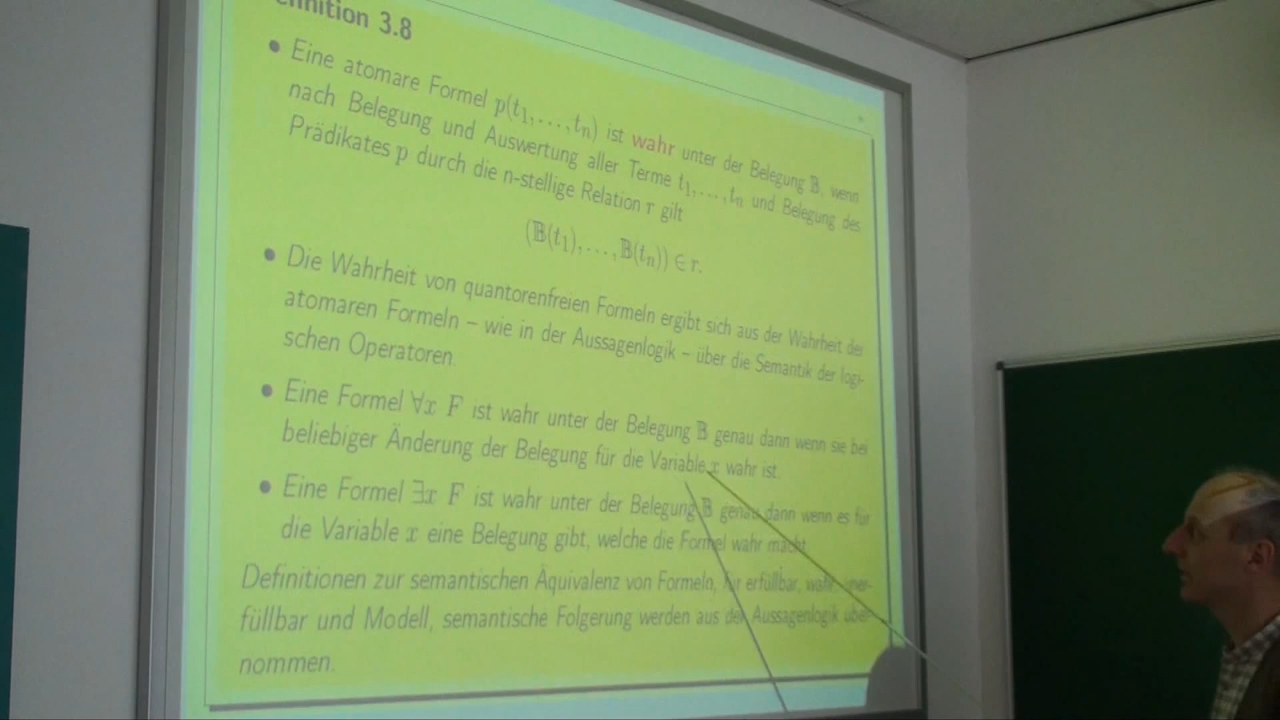 efinition 3.8
• Eine atomare Formel p(t₁,…,tₙ) ist wahr unter der Belegung 𝔹, wenn
nach Belegung und Auswertung aller Terme t₁,…,tₙ und Belegung des
Prädikates p durch die n-stellige Relation r gilt
(𝔹(t₁),…,𝔹(tₙ)) ∈ r.
• Die Wahrheit von quantorenfreien Formeln ergibt sich aus der Wahrheit der
atomaren Formeln – wie in der Aussagenlogik – über die Semantik der logi-
schen Operatoren.
• Eine Formel ∀x F ist wahr unter der Belegung 𝔹 genau dann wenn sie bei
beliebiger Änderung der Belegung für die Variable x wahr ist.
• Eine Formel ∃x F ist wahr unter der Belegung 𝔹 genau dann wenn es für
die Variable x eine Belegung gibt, welche die Formel wahr macht.
Definitionen zur semantischen Äquivalenz von Formeln, für erfüllbar, wahr, uner-
füllbar und Modell, semantische Folgerung werden aus der Aussagenlogik über-
nommen.